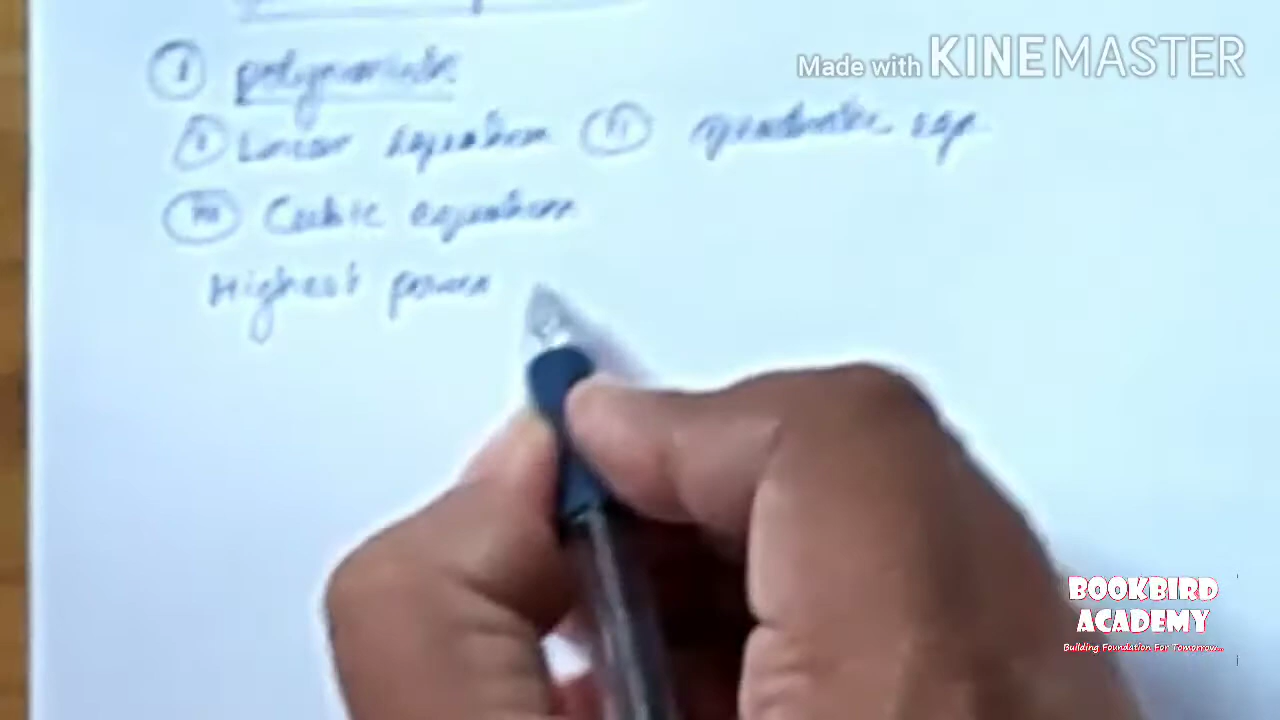 Made with KINEMASTER
① polynomials
① Linear equation ⓘⓘ quadratic eqn
ⓘⓘⓘ Cubic equation
Highest power
BOOKBIRD
ACADEMY
Building Foundation For Tomorrow...